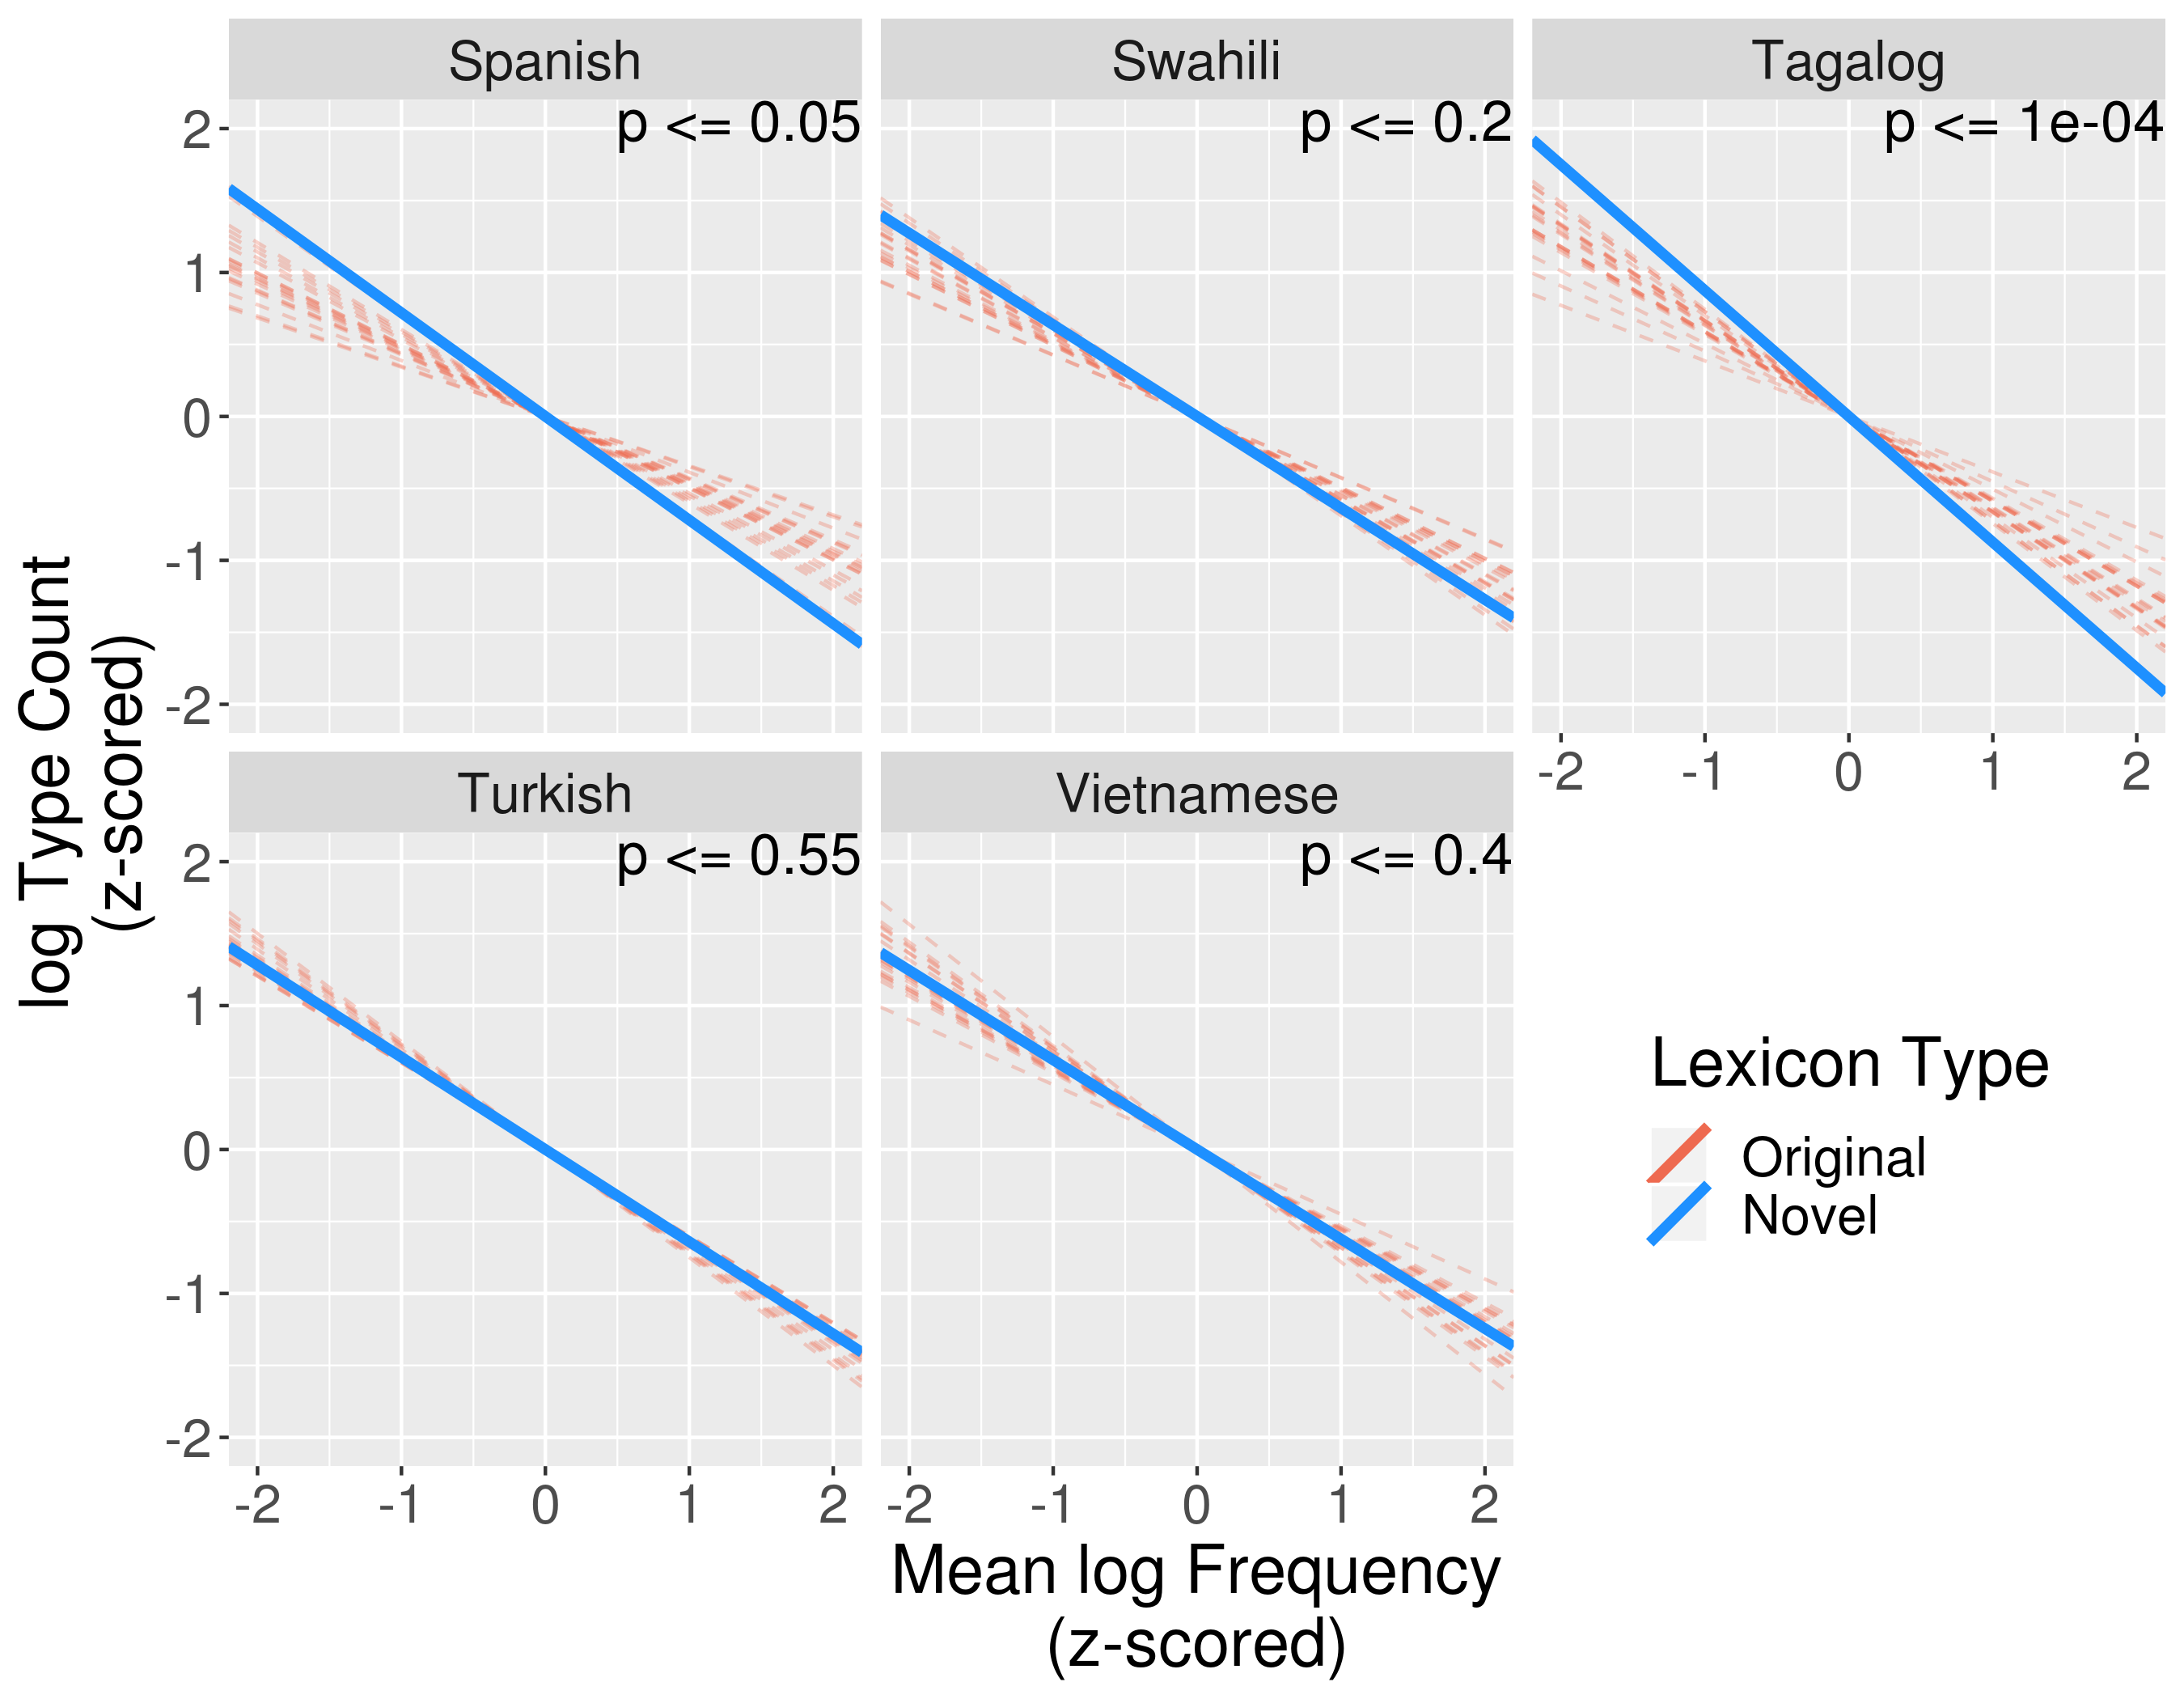 Spanish
Swahili
Tagalog
p <= 0.05
p <= 0.2
p <= 1e-04
2
1
0
-1
-2
-2
-1
0
1
2
Turkish
Vietnamese
p <= 0.55
p <= 0.4
2
1
0
-1
-2
-2
-1
0
1
2
-2
-1
0
1
2
log Type Count
(z-scored)
Mean log Frequency
(z-scored)
Lexicon Type
Original
Novel